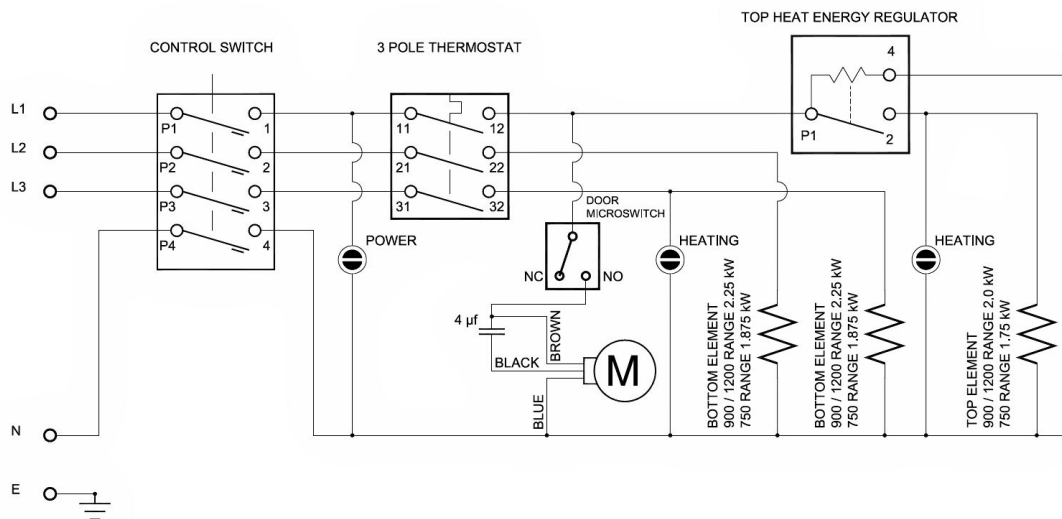 TOP HEAT ENERGY REGULATOR
CONTROL SWITCH
3 POLE THERMOSTAT
4
L1
P1
1
11
12
P1
2
L2
P2
2
21
22
L3
P3
3
31
32
DOOR
MICROSWITCH
P4
4
POWER
HEATING
HEATING
NC
NO
4 µf
BROWN
BLACK
BLUE
M
BOTTOM ELEMENT
900 / 1200 RANGE 2.25 kW
750 RANGE 1.875 kW
BOTTOM ELEMENT
900 / 1200 RANGE 2.25 kW
750 RANGE 1.875 kW
TOP ELEMENT
900 / 1200 RANGE 2.0 kW
750 RANGE 1.75 kW
N
E